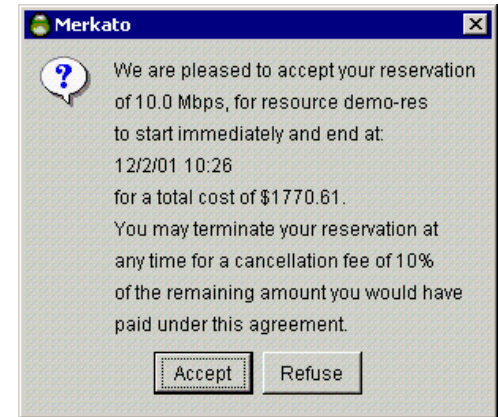 Merkato
We are pleased to accept your reservation
of 10.0 Mbps, for resource demo-res
to start immediately and end at:
12/2/01 10:26
for a total cost of $1770.61.
You may terminate your reservation at
any time for a cancellation fee of 10%
of the remaining amount you would have
paid under this agreement.
Accept Refuse